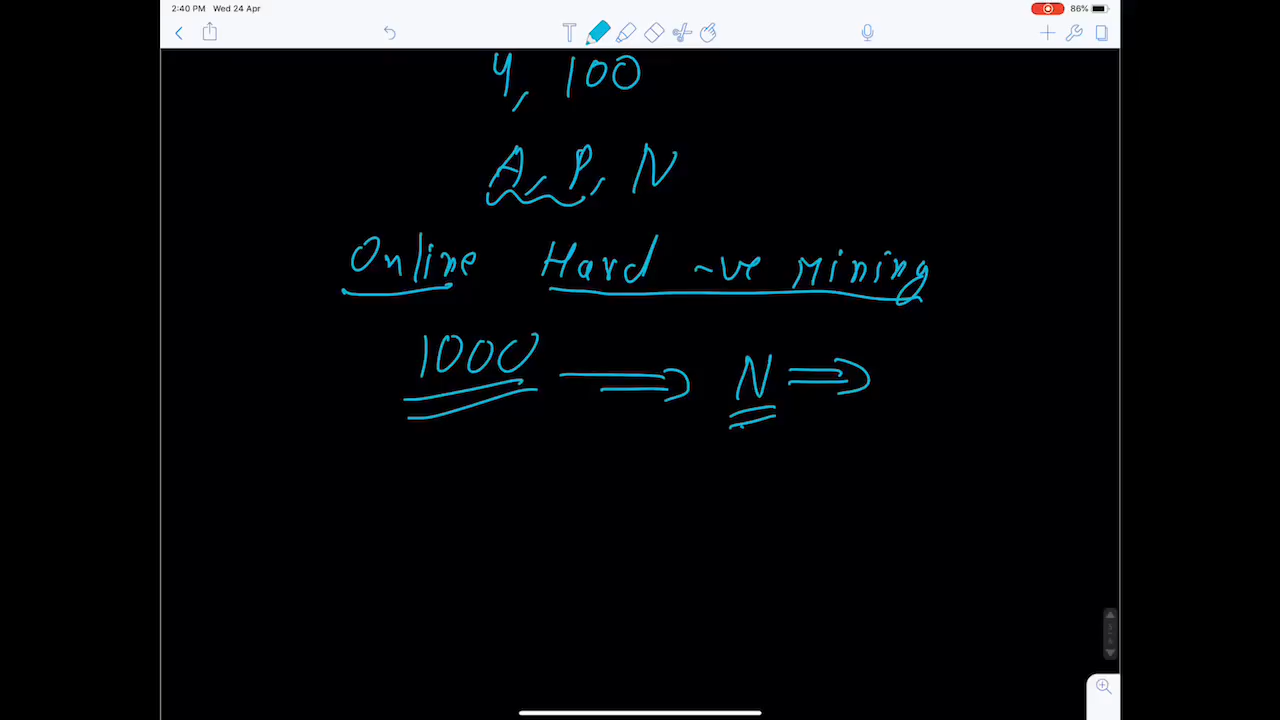 2:40 PM Wed 24 Apr
86%
4, 100
A, P, N
Online Hard -ve Mining
1000 ⇒ N ⇒